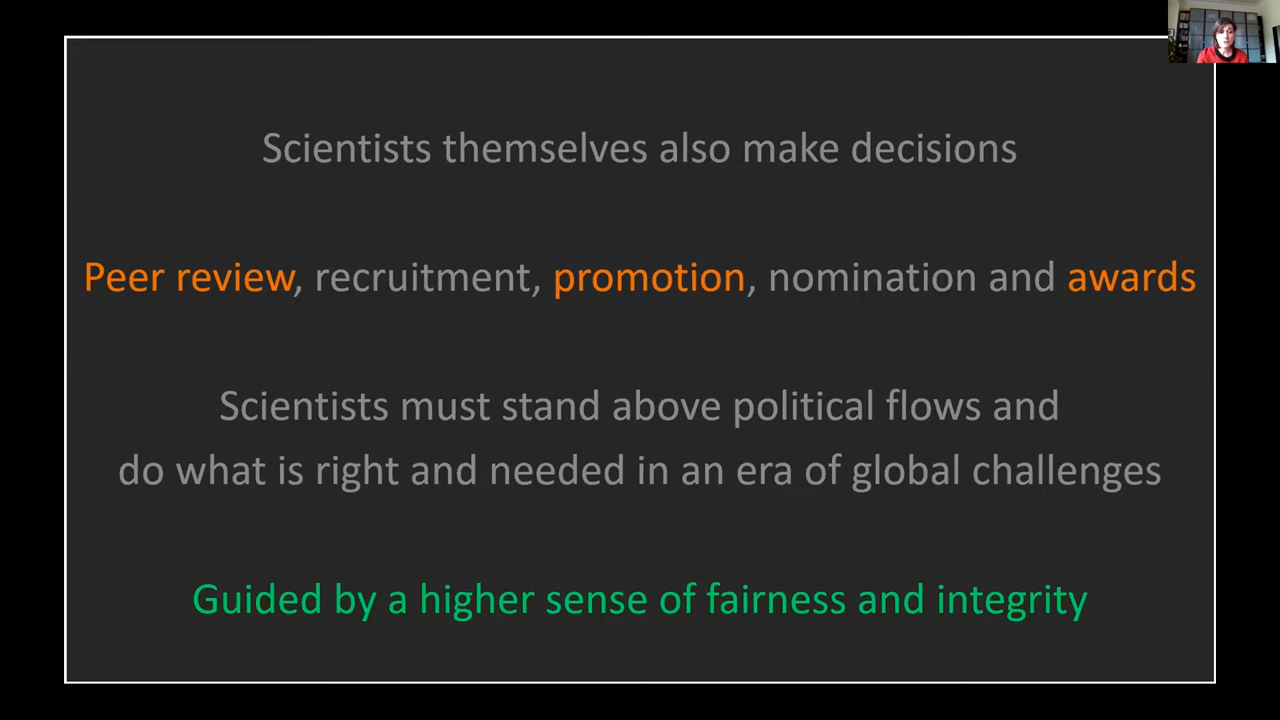 Scientists themselves also make decisions
Peer review, recruitment, promotion, nomination and awards
Scientists must stand above political flows and
do what is right and needed in an era of global challenges
Guided by a higher sense of fairness and integrity